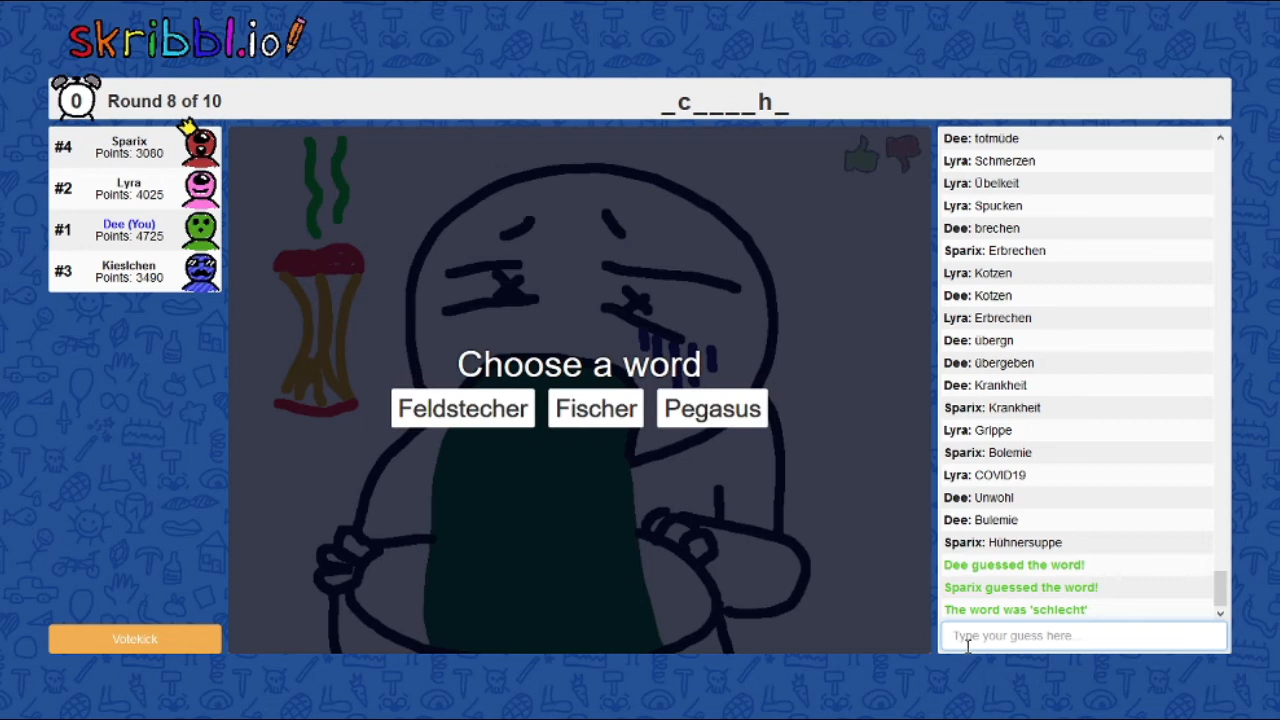 skribbl.io
0
Round 8 of 10
_c____h_
#4
Sparix
Points: 3060
#2
Lyra
Points: 4025
#1
Dee (You)
Points: 4725
#3
Kieslchen
Points: 3490
Votekick
Choose a word
Feldstecher
Fischer
Pegasus
Dee: totmüde
Lyra: Schmerzen
Lyra: Übelkeit
Lyra: Spucken
Dee: brechen
Sparix: Erbrechen
Lyra: Kotzen
Dee: Kotzen
Lyra: Erbrechen
Dee: übergn
Dee: übergeben
Dee: Krankheit
Sparix: Krankheit
Lyra: Grippe
Sparix: Bolemie
Lyra: COVID19
Dee: Unwohl
Dee: Bulemie
Sparix: Hühnersuppe
Dee guessed the word!
Sparix guessed the word!
The word was 'schlecht'
Type your guess here...